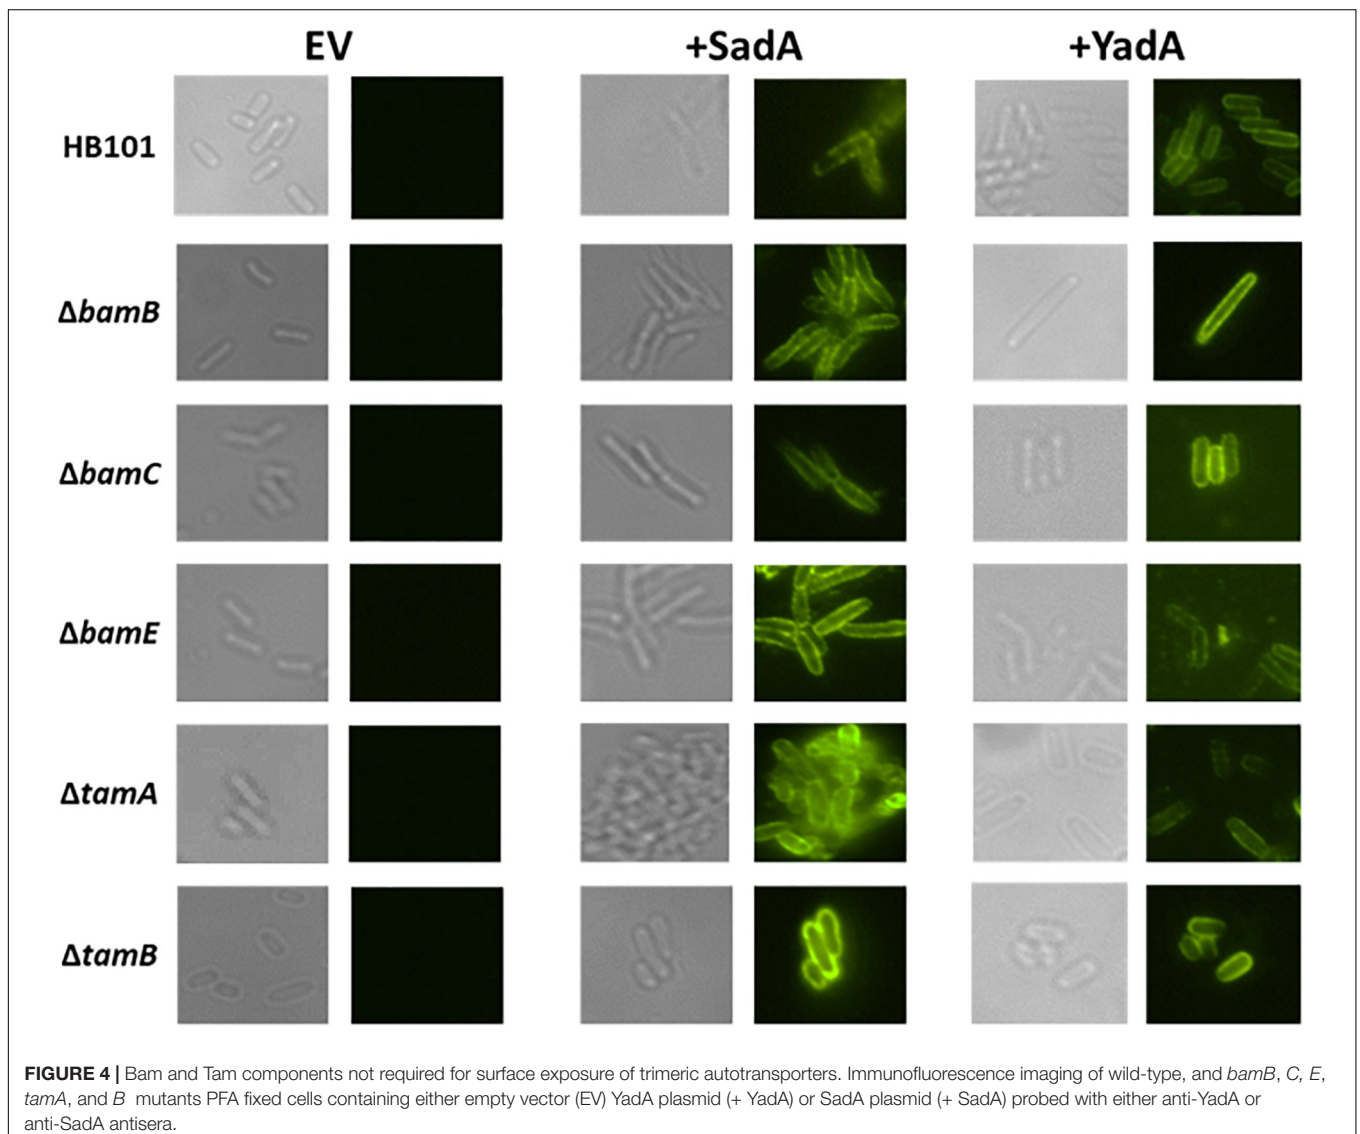 EV +SadA +YadA
HB101
ΔbamB
ΔbamC
ΔbamE
ΔtamA
ΔtamB
FIGURE 4 | Bam and Tam components not required for surface exposure of trimeric autotransporters. Immunofluorescence imaging of wild-type, and bamB, C, E,
tamA, and B mutants PFA fixed cells containing either empty vector (EV) YadA plasmid (+ YadA) or SadA plasmid (+ SadA) probed with either anti-YadA or
anti-SadA antisera.